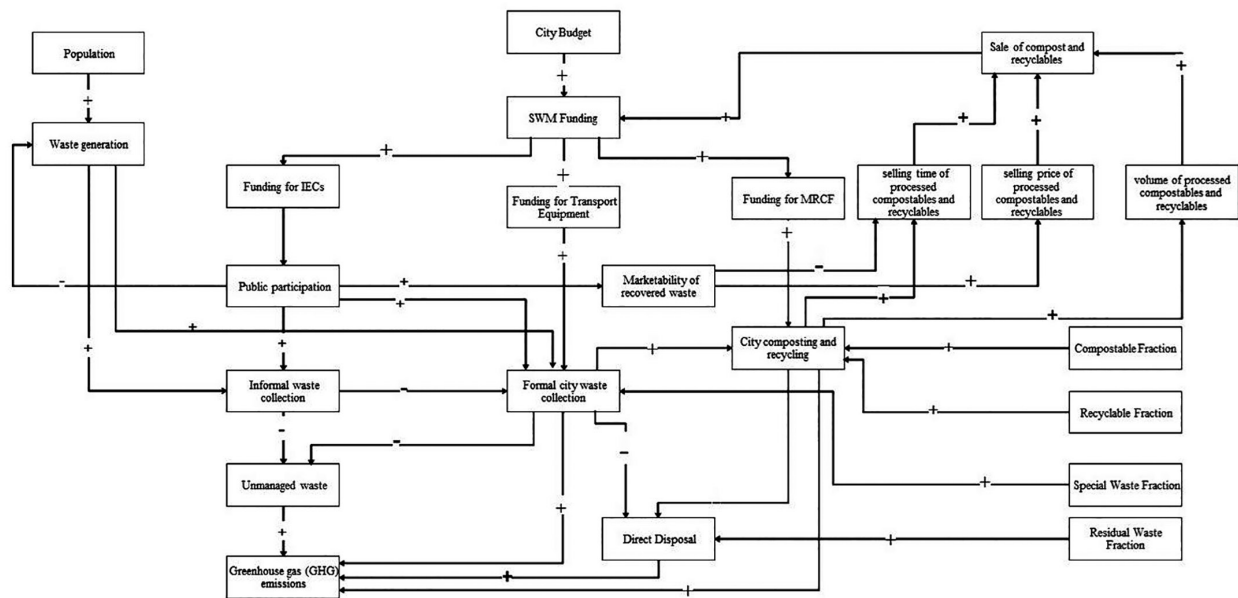 City Budget
Population
Sale of compost and
recyclables
+
+
+
SWM Funding
+
Waste generation
+
+
+
+
+
+
Funding for IECs
Funding for Transport
Equipment
Funding for MRCF
selling time of
processed
compostables and
recyclables
selling price of
processed
compostables and
recyclables
volume of processed
compostables and
recyclables
+
+
-
-
Public participation
+
+
Marketability of
recovered waste
+
+
+
+
City composting and
recycling
+
Compostable Fraction
+
+
+
Informal waste
collection
-
Formal city waste
collection
+
Recyclable Fraction
-
-
-
Unmanaged waste
+
Special Waste Fraction
+
+
Direct Disposal
+
Residual Waste
Fraction
Greenhouse gas (GHG)
emissions
+
+